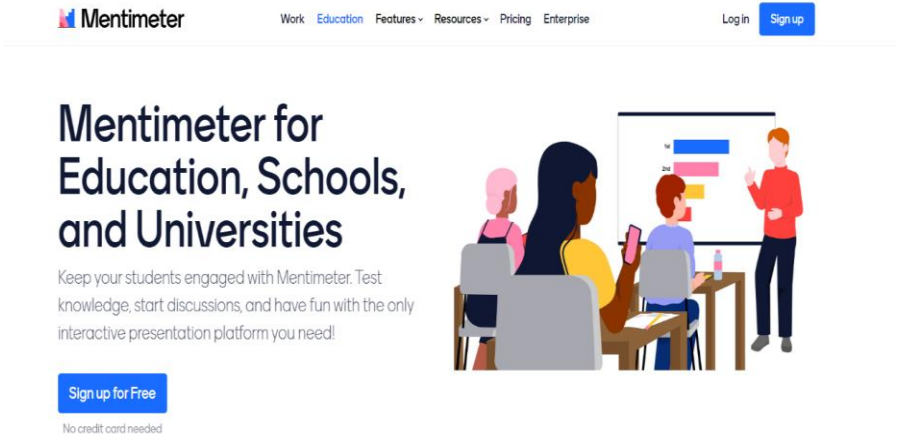 Mentimeter
Work Education Features Resources Pricing Enterprise
Log in Sign up
Mentimeter for
Education, Schools,
and Universities
Keep your students engaged with Mentimeter. Test
knowledge, start discussions, and have fun with the only
interactive presentation platform you need!
Sign up for Free
No credit card needed
1st
2nd